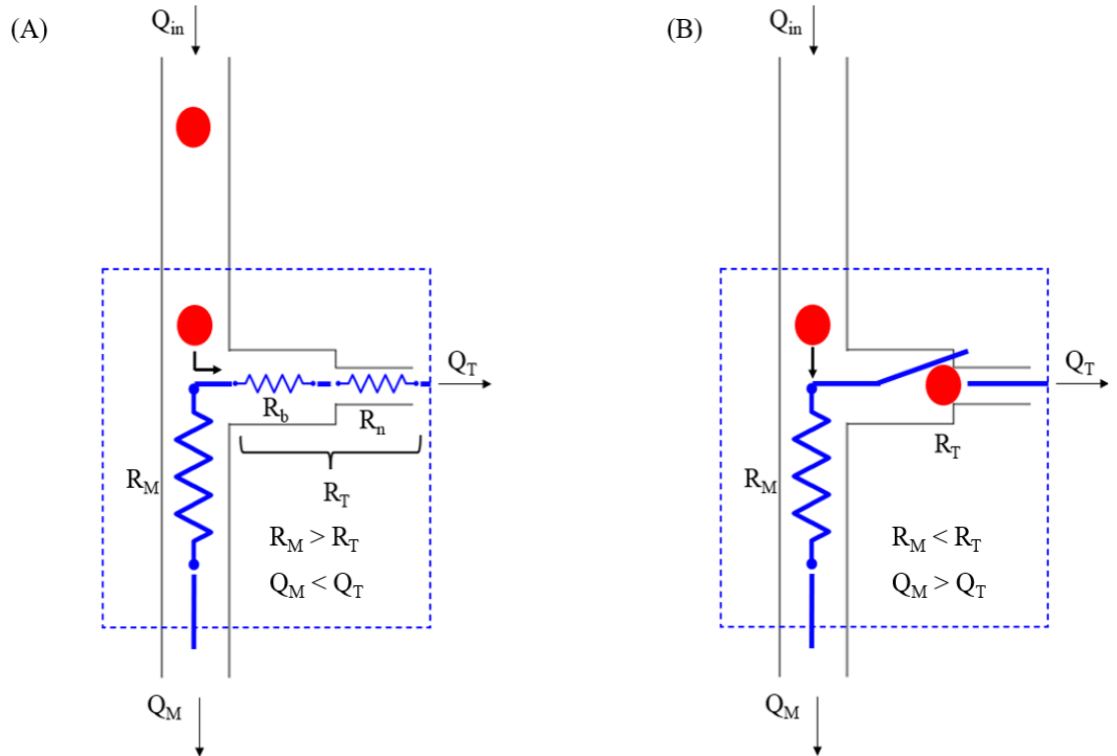 (A)
Q_in
R_b
R_n
Q_T
R_M
R_T
R_M > R_T
Q_M < Q_T
Q_M
(B)
Q_in
Q_T
R_T
R_M
R_M < R_T
Q_M > Q_T
Q_M